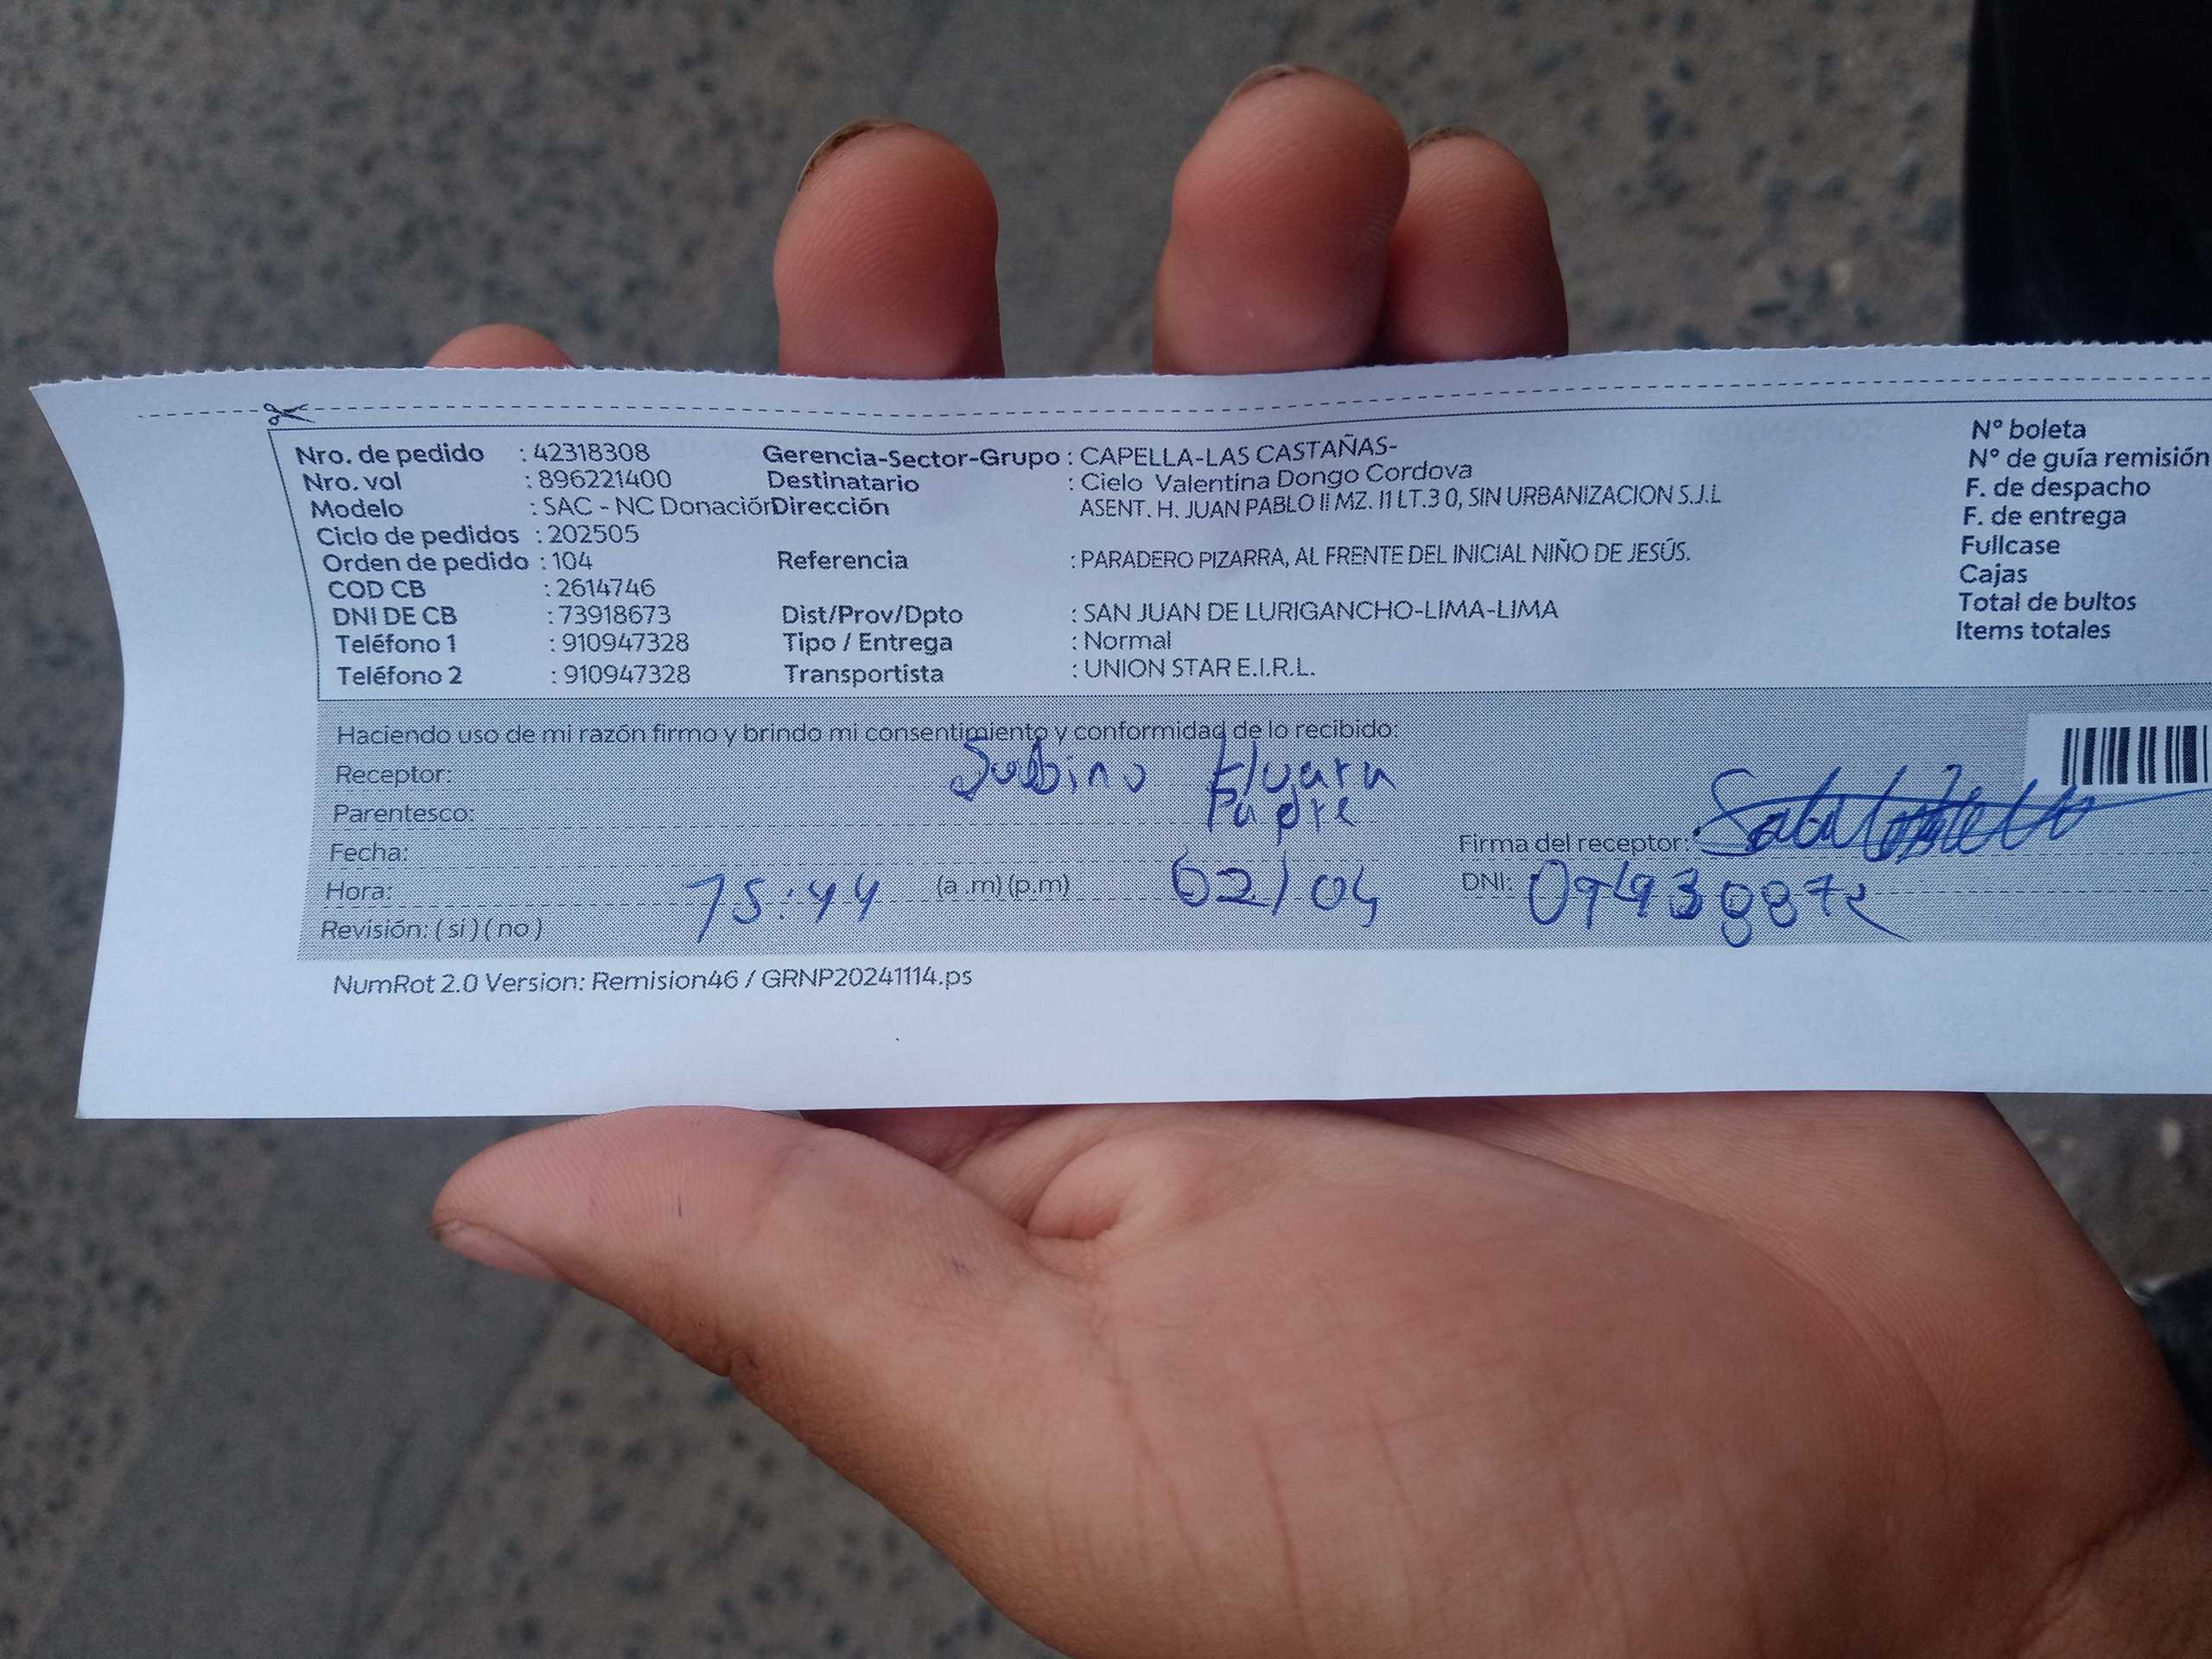 Nro. de pedido : 42318308 Gerencia-Sector-Grupo : CAPELLA-LAS CASTAÑAS- N° boleta
Nro. vol : 896221400 Destinatario : Cielo Valentina Dongo Cordova N° de guía remisión
Modelo : SAC - NC Donación Dirección ASENT. H. JUAN PABLO II MZ. I1 LT.3 0, SIN URBANIZACION S.J.L F. de despacho
Ciclo de pedidos : 202505 F. de entrega
Orden de pedido : 104 Referencia : PARADERO PIZARRA, AL FRENTE DEL INICIAL NIÑO DE JESÚS. Fullcase
COD CB : 2614746 Cajas
DNI DE CB : 73918673 Dist/Prov/Dpto : SAN JUAN DE LURIGANCHO-LIMA-LIMA Total de bultos
Teléfono 1 : 910947328 Tipo / Entrega : Normal Items totales
Teléfono 2 : 910947328 Transportista : UNION STAR E.I.R.L.
Haciendo uso de mi razón firmo y brindo mi consentimiento y conformidad de lo recibido:
Receptor:
Parentesco: Padre
Fecha: Firma del receptor:
Hora: 15:44 (a .m) (p.m) 02/04 DNI:
Revisión: ( si ) ( no )
NumRot 2.0 Version: Remision46 / GRNP20241114.ps